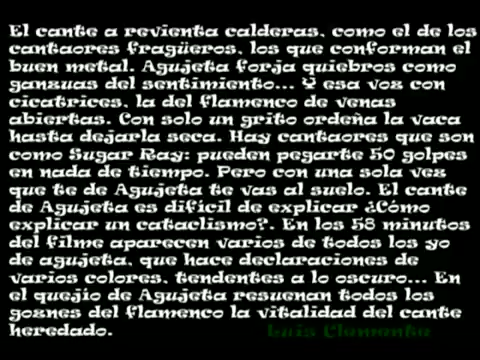 El cante a revienta calderas, como el de los
cantaores fragüeros, los que conforman el
buen metal. Agujeta forja quiebros como
ganzuas del sentimiento... Y esa voz con
cicatrices, la del flamenco de venas
abiertas. Con solo un grito ordeña la vaca
hasta dejarla seca. Hay cantaores que son
como Sugar Ray: pueden pegarte 50 golpes
en nada de tiempo. Pero con una sola vez
que te de Agujeta te vas al suelo. El cante
de Agujeta es difícil de explicar ¿Cómo
explicar un cataclismo?. En los 58 minutos
del filme aparecen varios de todos los yo
de agujeta, que hace declaraciones de
varios colores, tendentes a lo oscuro... En
el quejio de Agujeta resuenan todos los
goznes del flamenco la vitalidad del cante
heredado. Luis Clemente